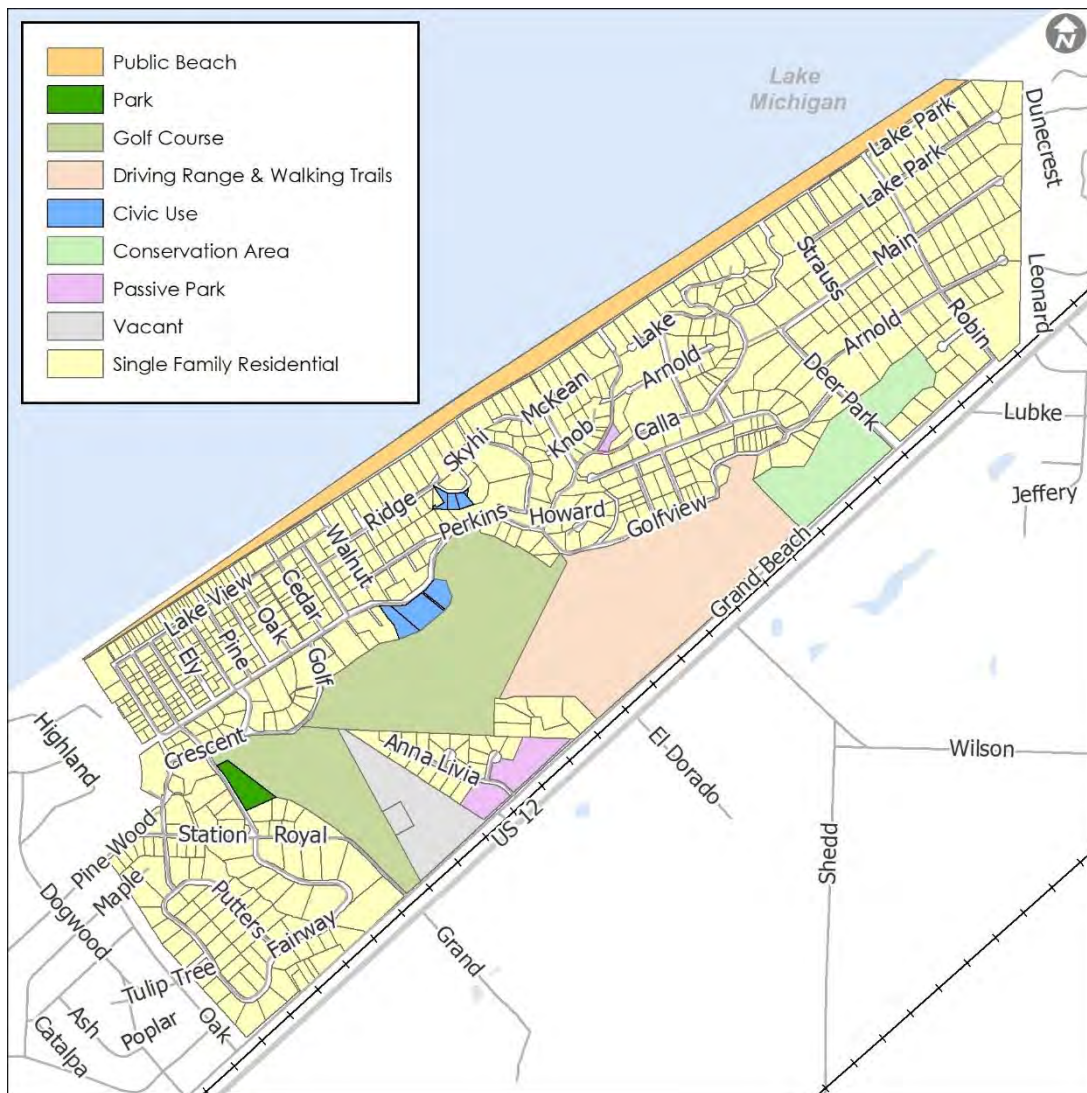 Public Beach
Park
Golf Course
Driving Range & Walking Trails
Civic Use
Conservation Area
Passive Park
Vacant
Single Family Residential
N
Lake
Michigan
Dunecrest
Lake Park
Lake Park
Main
Strauss
Leonard
Arnold
Robin
Deer Park
Lake
Arnold
McKean
Knob
Calla
Skyhi
Ridge
Perkins
Howard
Golfview
Walnut
Cedar
Lake View
Oak
Pine
Ely
Golf
Lubke
Jeffery
Grand Beach
Crescent
Highland
Anna Livia
El Dorado
Wilson
US 12
Shedd
Pine Wood
Station
Royal
Maple
Dogwood
Putters
Fairway
Grand
Tulip Tree
Oak
Ash
Poplar
Catalpa